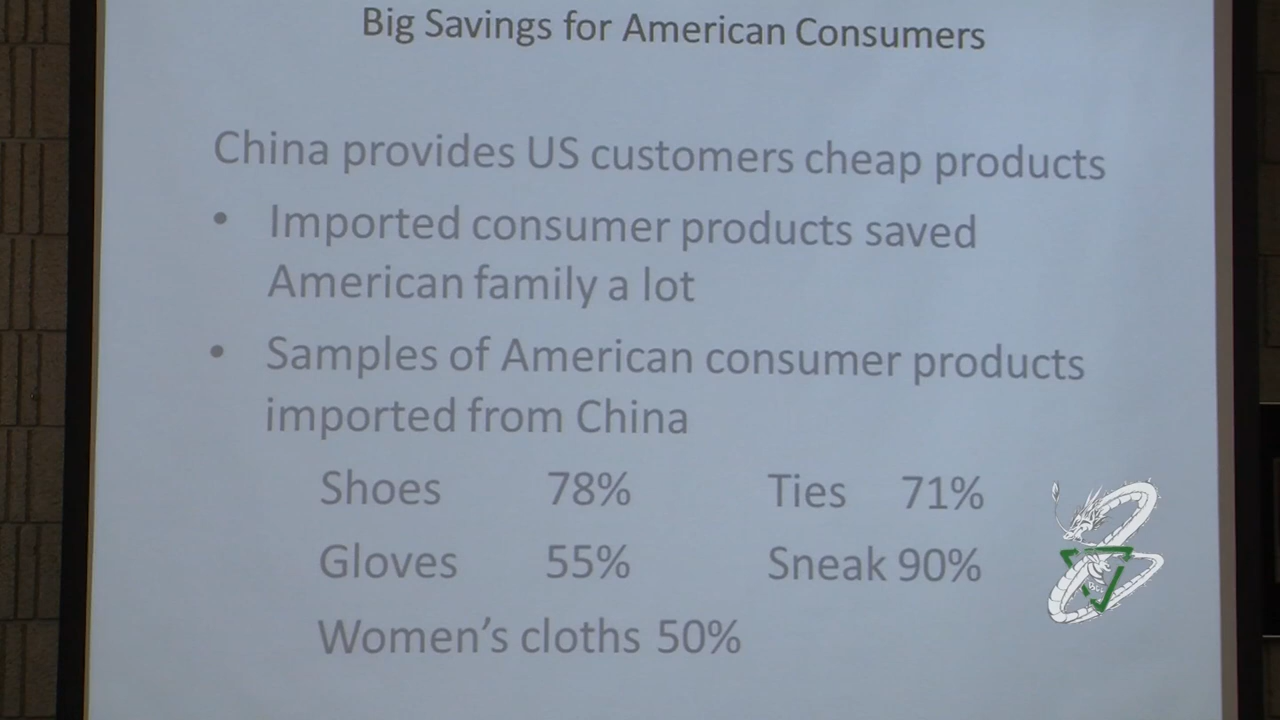 Big Savings for American Consumers
China provides US customers cheap products
• Imported consumer products saved
American family a lot
• Samples of American consumer products
imported from China
Shoes 78% Ties 71%
Gloves 55% Sneak 90%
Women's cloths 50%